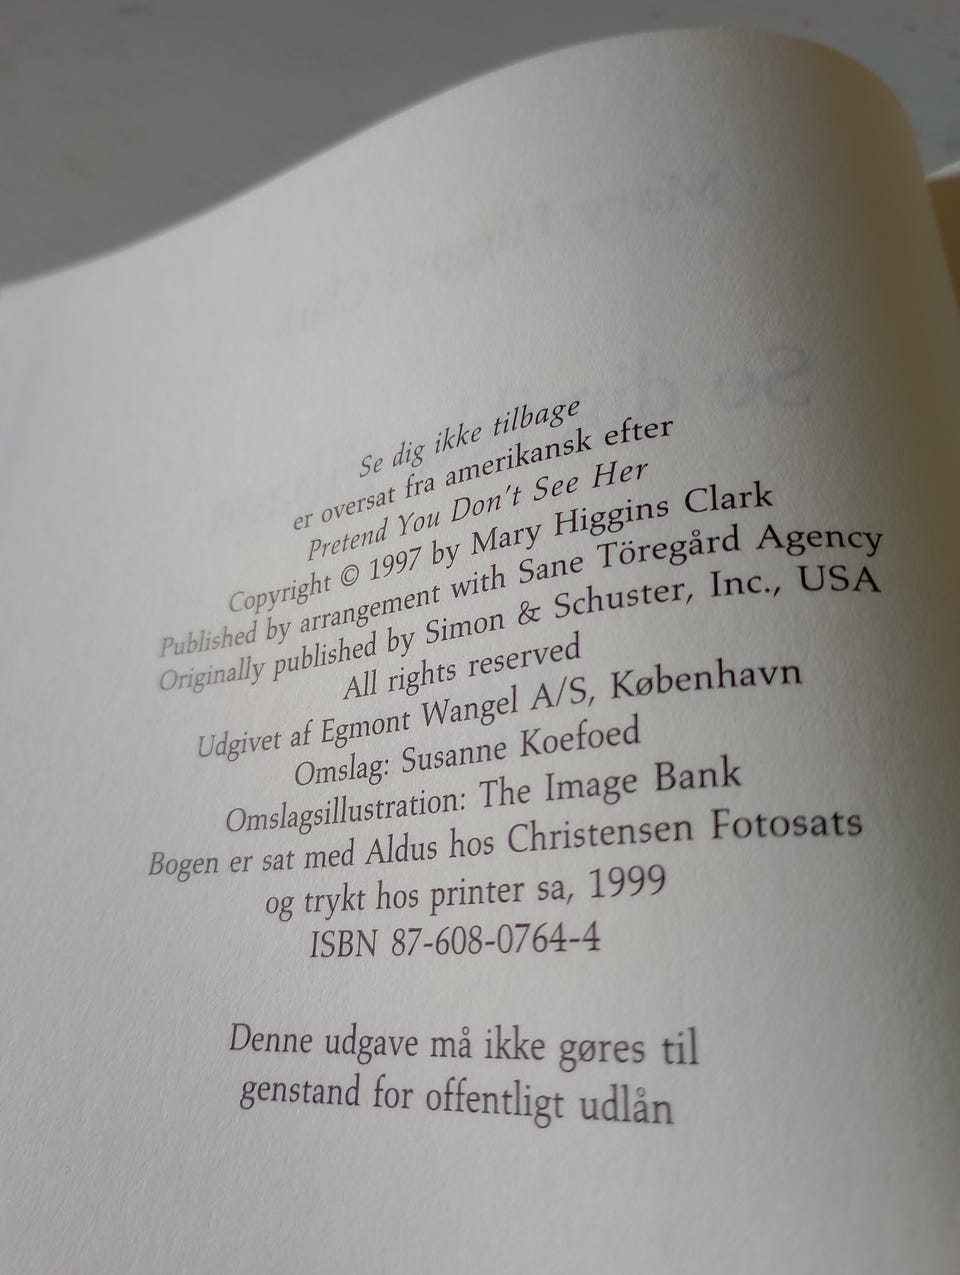 Se dig ikke tilbage
er oversat fra amerikansk efter
Pretend You Don't See Her
Copyright © 1997 by Mary Higgins Clark
Published by arrangement with Sane Töregård Agency
Originally published by Simon & Schuster, Inc., USA
All rights reserved
Udgivet af Egmont Wangel A/S, København
Omslag: Susanne Koefoed
Omslagsillustration: The Image Bank
Bogen er sat med Aldus hos Christensen Fotosats
og trykt hos printer sa, 1999
ISBN 87-608-0764-4
Denne udgave må ikke gøres til
genstand for offentligt udlån